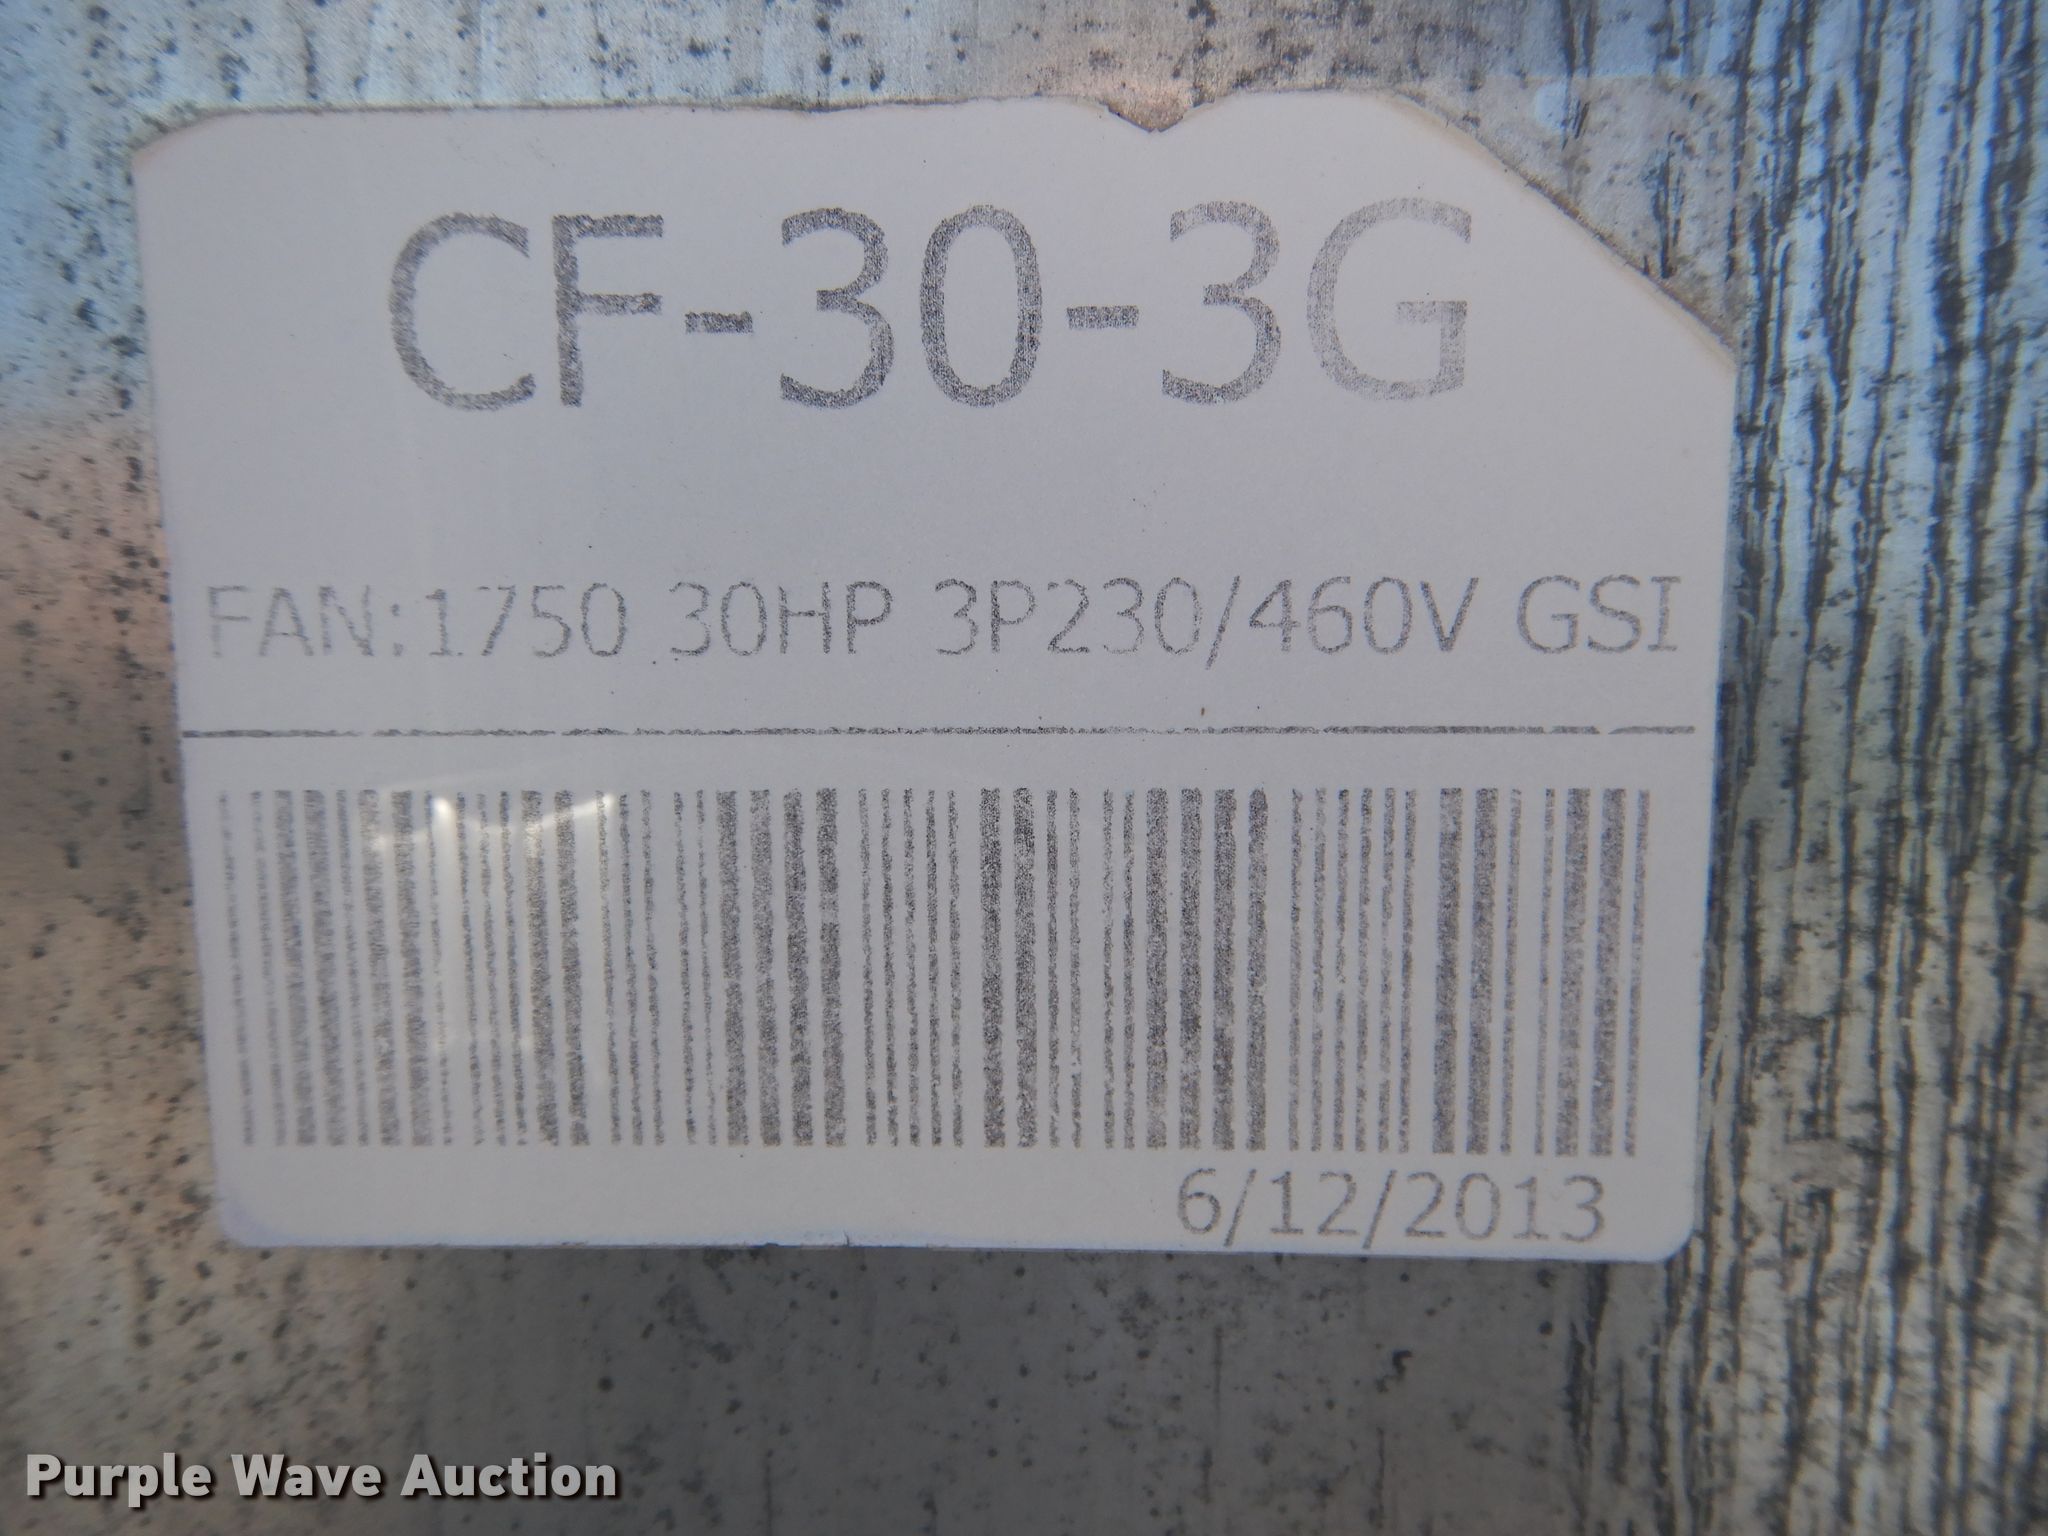 CF-30-3G
FAN:1750 30HP 3P230/460V GSI
6/12/2013
Purple Wave Auction